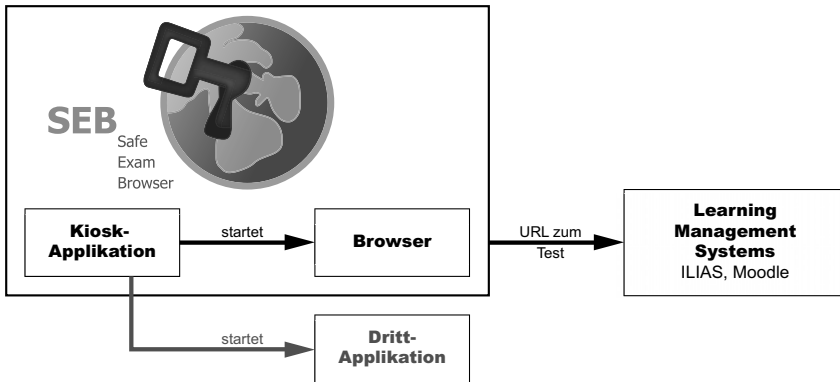 SEB
Safe
Exam
Browser
Kiosk-
Applikation
startet
Browser
URL zum
Test
Learning
Management
Systems
ILIAS, Moodle
startet
Dritt-
Applikation